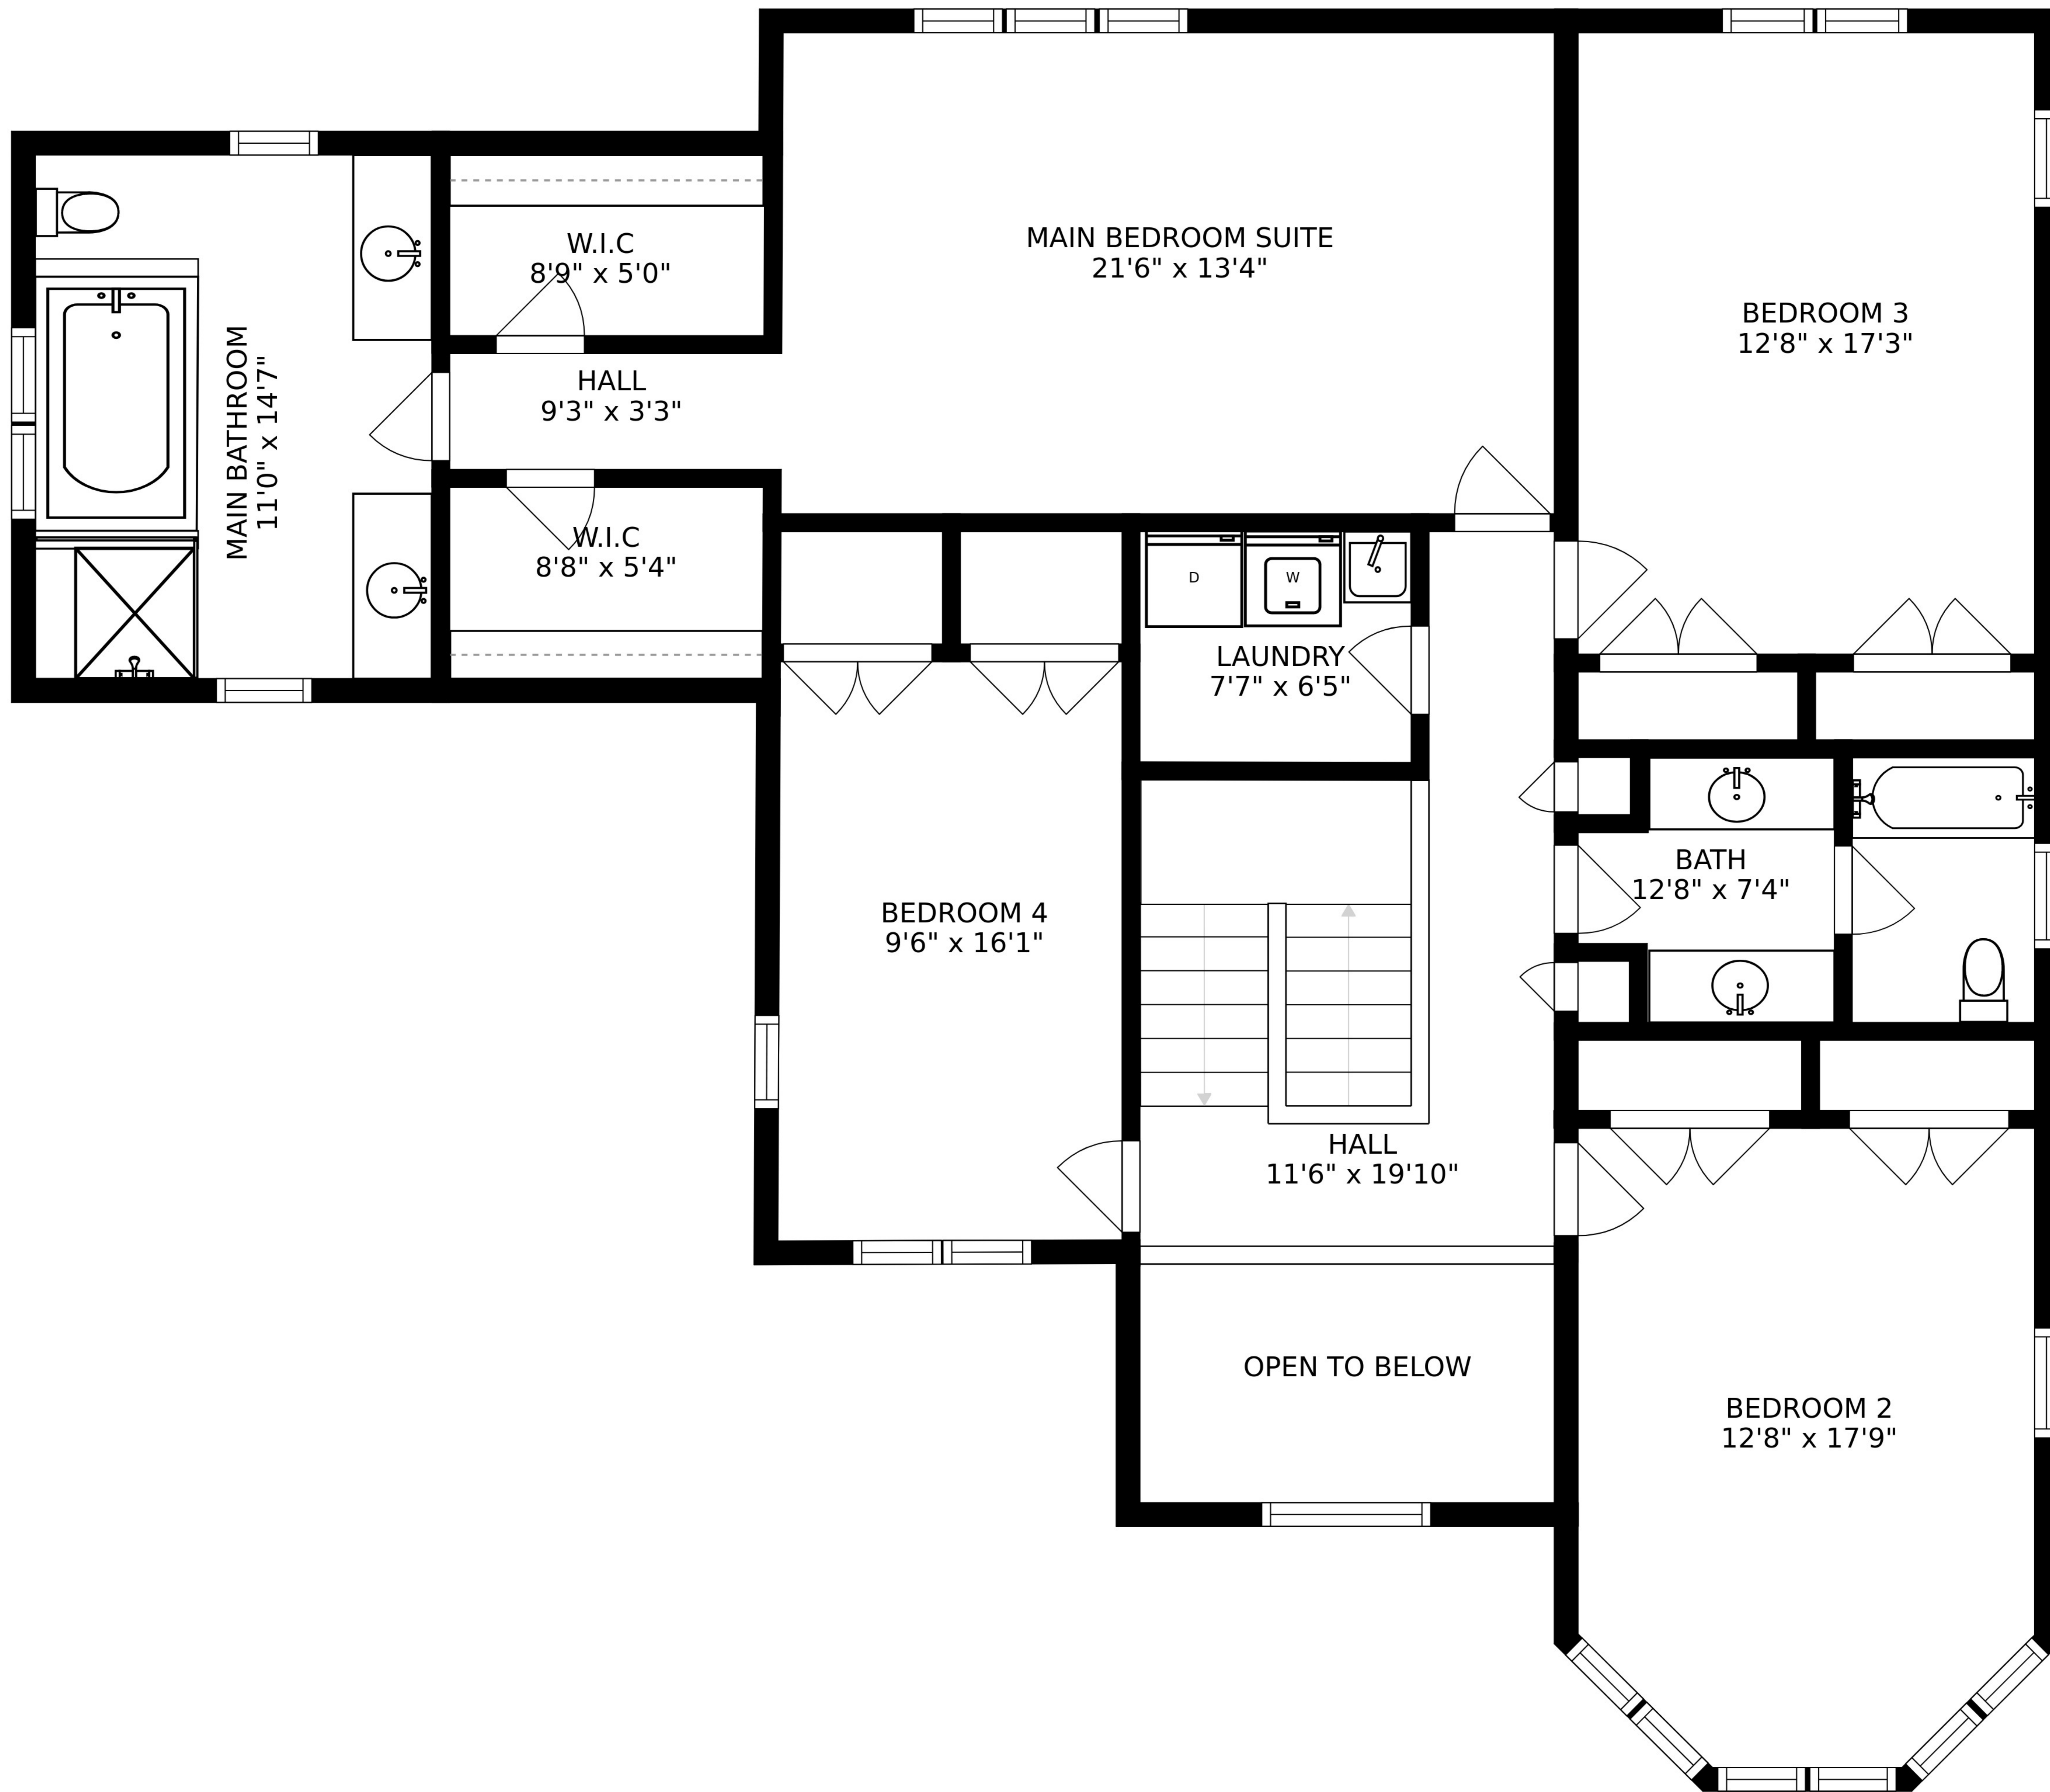 MAIN BEDROOM SUITE
21'6" x 13'4"
W.I.C
8'9" x 5'0"
BEDROOM 3
12'8" x 17'3"
HALL
9'3" x 3'3"
MAIN BATHROOM
11'0" x 14'7"
W.I.C
8'8" x 5'4"
D
W
LAUNDRY
7'7" x 6'5"
BATH
12'8" x 7'4"
BEDROOM 4
9'6" x 16'1"
HALL
11'6" x 19'10"
OPEN TO BELOW
BEDROOM 2
12'8" x 17'9"